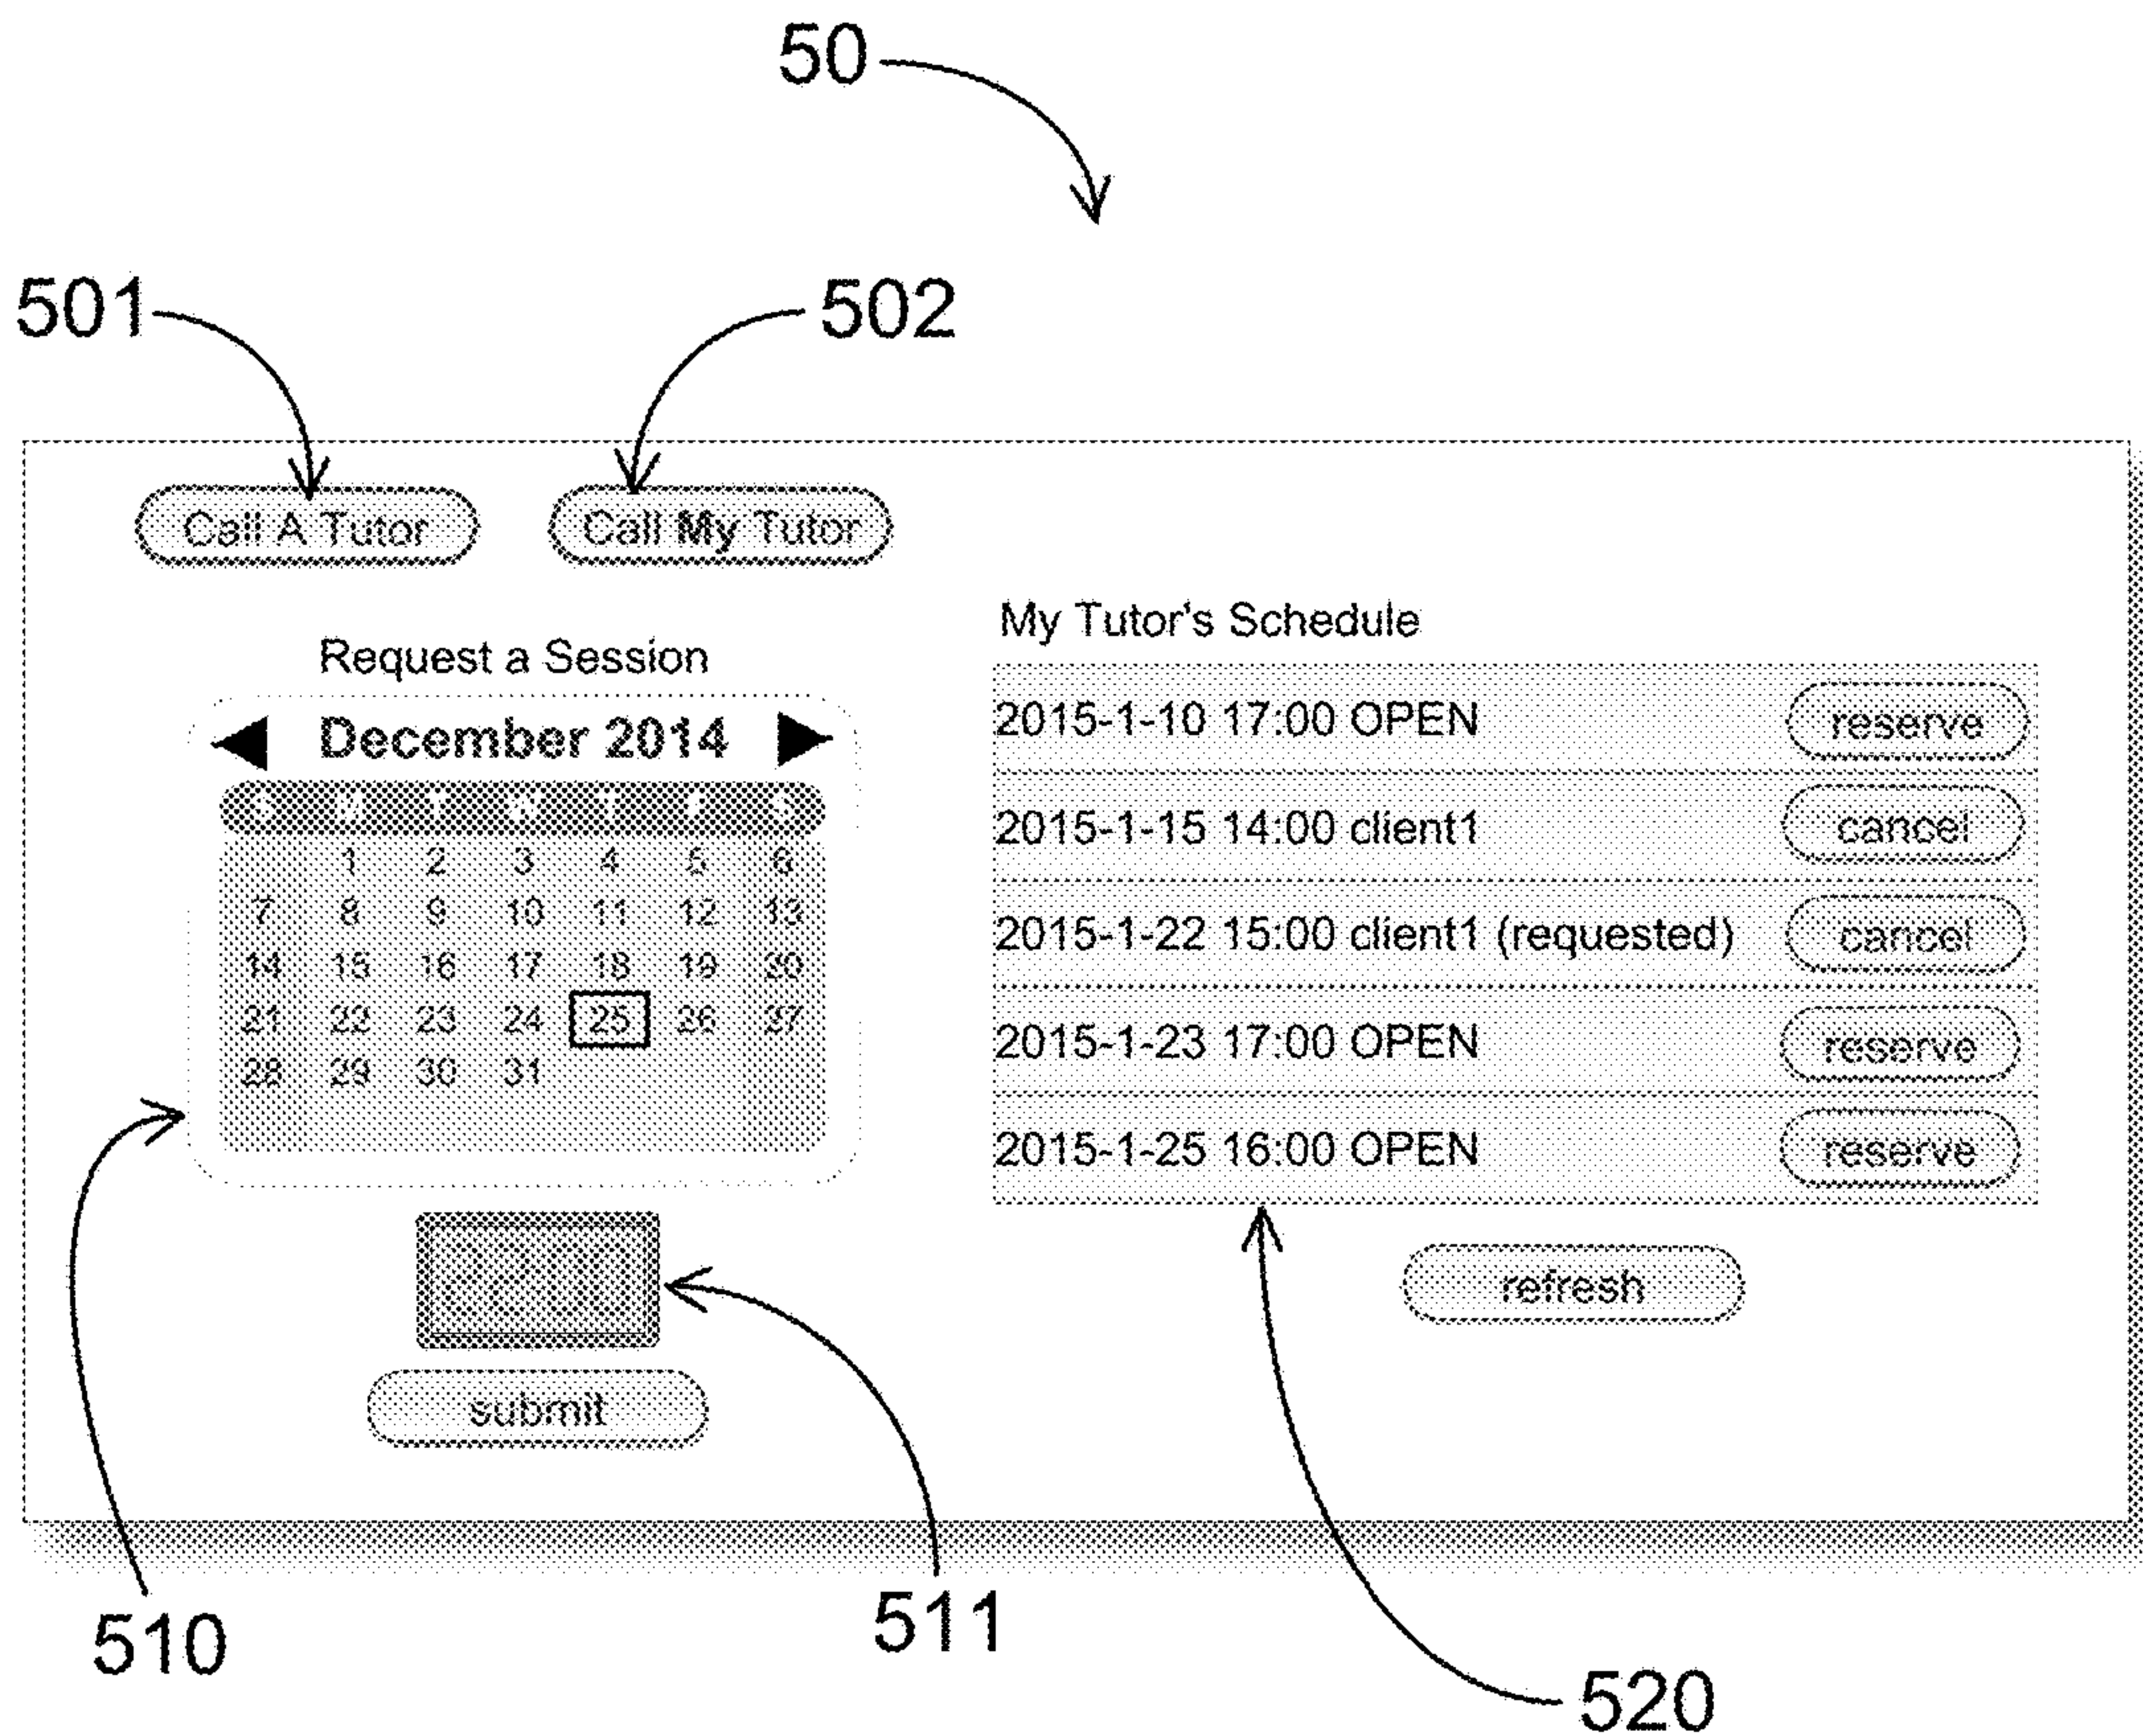 50
501
502
Call A Tutor
Call My Tutor
Request a Session
December 2014
S M T W T F S
1 2 3 4 5 6
7 8 9 10 11 12 13
14 15 16 17 18 19 20
21 22 23 24 25 26 27
28 29 30 31
submit
My Tutor's Schedule
2015-1-10 17:00 OPEN reserve
2015-1-15 14:00 client1 cancel
2015-1-22 15:00 client1 (requested) cancel
2015-1-23 17:00 OPEN reserve
2015-1-25 16:00 OPEN reserve
refresh
510
511
520